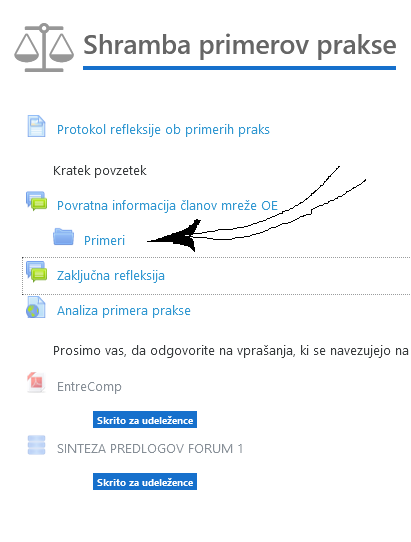 Shramba primerov prakse
Protokol refleksije ob primerih praks
Kratek povzetek
Povratna informacija članov mreže OE
Primeri
Zaključna refleksija
Analiza primera prakse
Prosimo vas, da odgovorite na vprašanja, ki se navezujejo na
EntreComp
Skrito za udeležence
SINTEZA PREDLOGOV FORUM 1
Skrito za udeležence